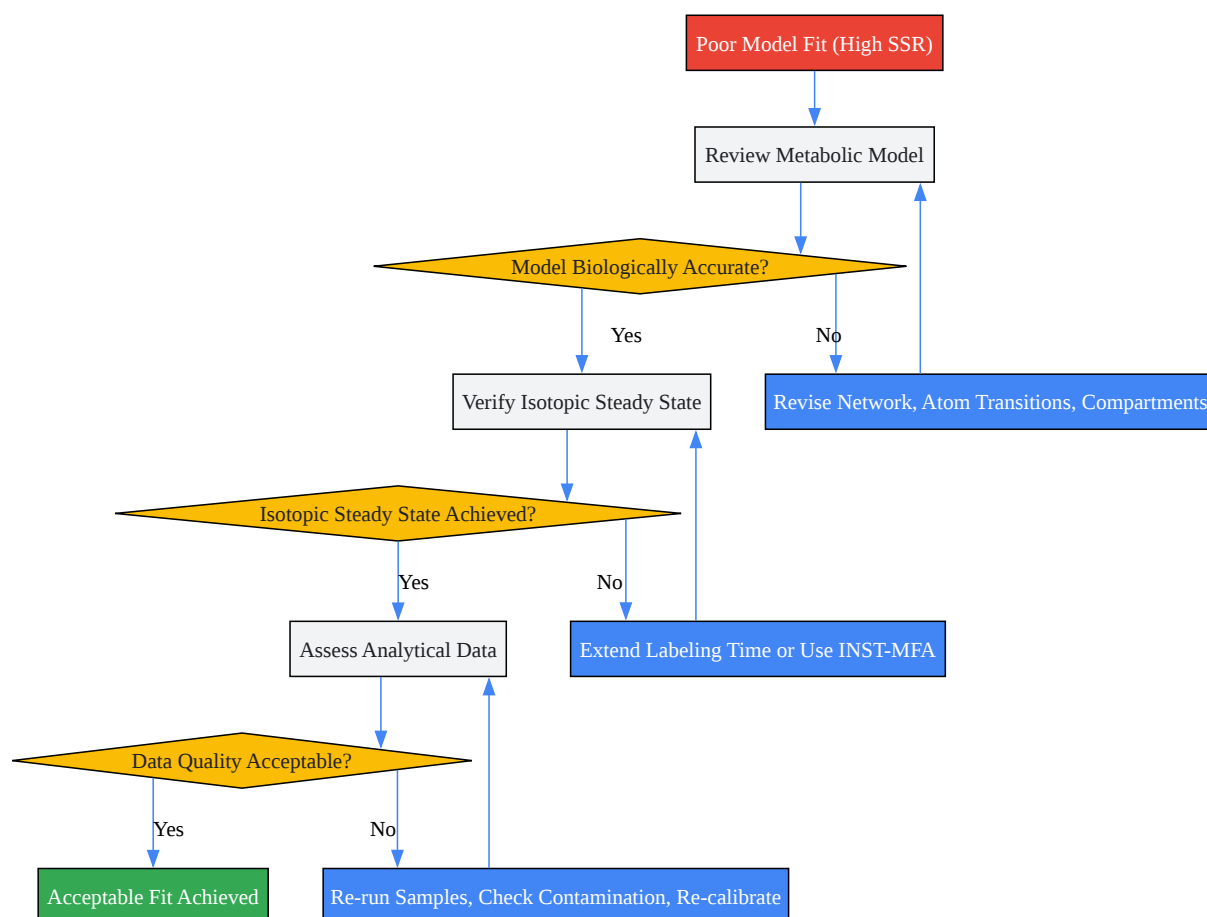 Poor Model Fit (High SSR)
Review Metabolic Model
Model Biologically Accurate?
Yes
No
Verify Isotopic Steady State
Revise Network, Atom Transitions, Compartments
Isotopic Steady State Achieved?
Yes
No
Assess Analytical Data
Extend Labeling Time or Use INST-MFA
Data Quality Acceptable?
Yes
No
Acceptable Fit Achieved
Re-run Samples, Check Contamination, Re-calibrate